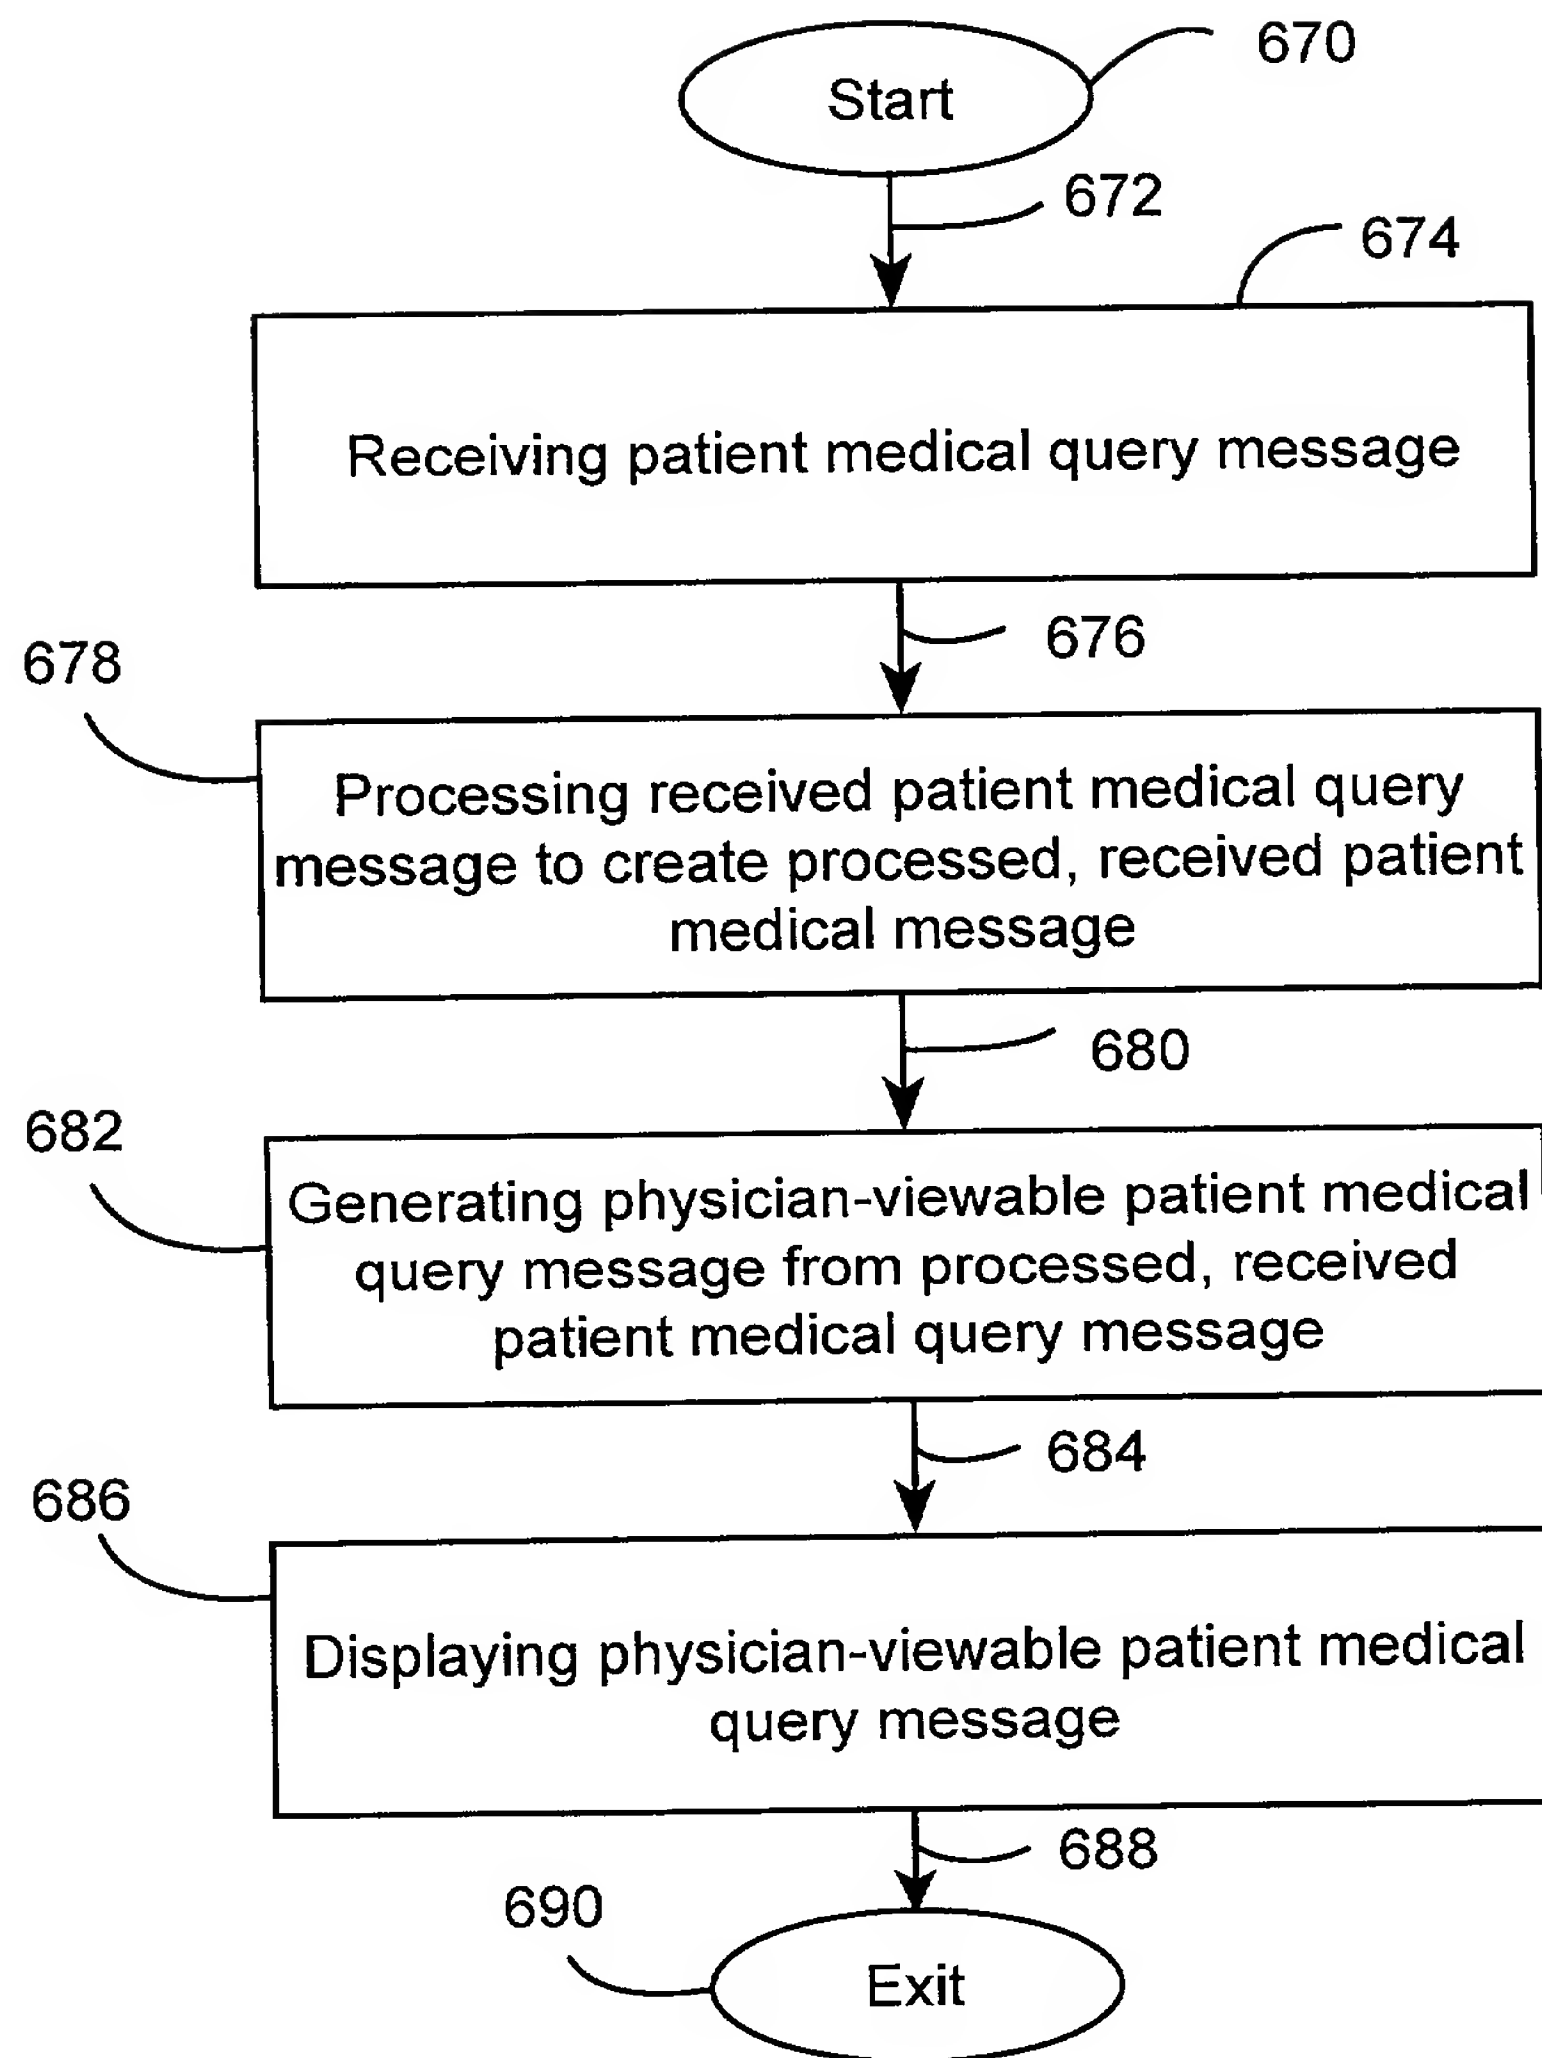 670
Start
672
674
Receiving patient medical query message
676
678
Processing received patient medical query
message to create processed, received patient
medical message
680
682
Generating physician-viewable patient medical
query message from processed, received
patient medical query message
684
686
Displaying physician-viewable patient medical
query message
688
690
Exit